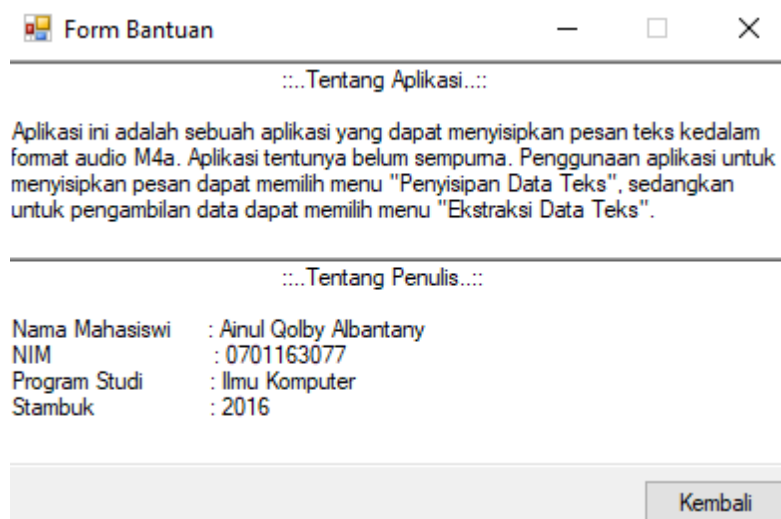 Form Bantuan
::..Tentang Aplikasi..::
Aplikasi ini adalah sebuah aplikasi yang dapat menyisipkan pesan teks kedalam
format audio M4a. Aplikasi tentunya belum sempurna. Penggunaan aplikasi untuk
menyisipkan pesan dapat memilih menu "Penyisipan Data Teks", sedangkan
untuk pengambilan data dapat memilih menu "Ekstraksi Data Teks".
::..Tentang Penulis..::
Nama Mahasiswi : Ainul Qolby Albantany
NIM : 0701163077
Program Studi : Ilmu Komputer
Stambuk : 2016
Kembali